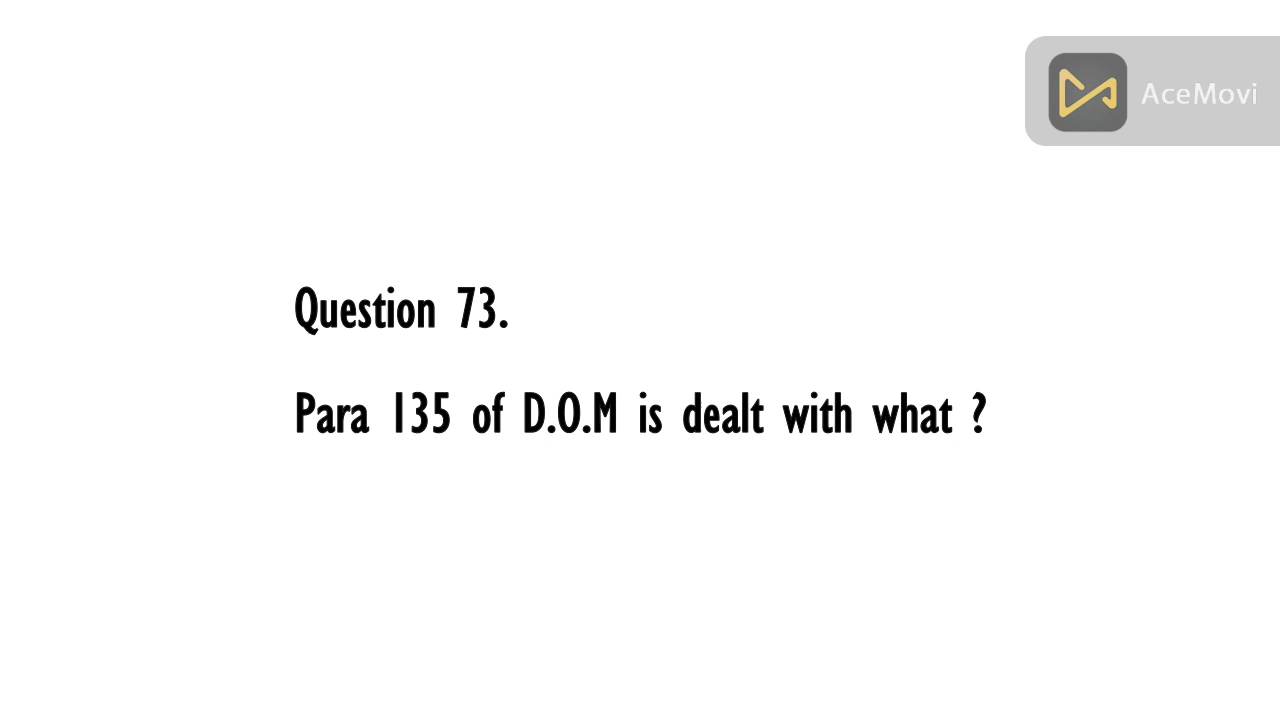 AceMovi
Question 73.
Para 135 of D.O.M is dealt with what ?